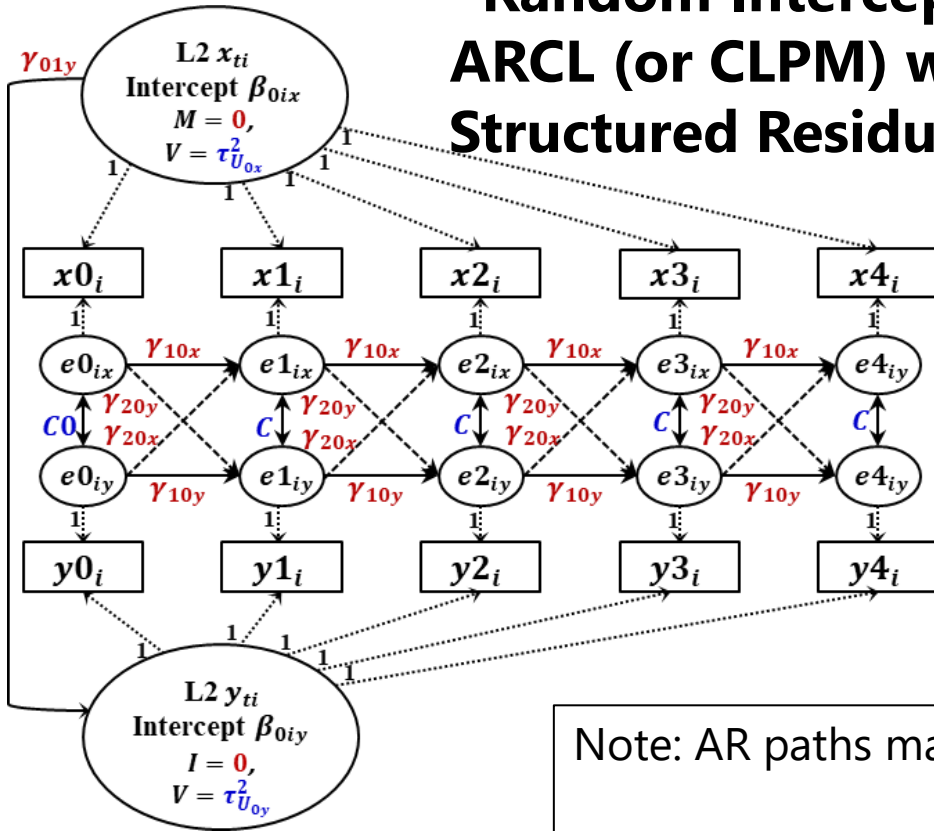 Random Intercep
ARCL (or CLPM) w
Structured Residu
γ₀₁y
L2 xₜᵢ
Intercept β₀ᵢₓ
M = 0,
V = τ²U₀ₓ
1 1 1 1 1
x0ᵢ x1ᵢ x2ᵢ x3ᵢ x4ᵢ
1 1 1 1 1
e0ᵢₓ γ₁₀ₓ e1ᵢₓ γ₁₀ₓ e2ᵢₓ γ₁₀ₓ e3ᵢₓ γ₁₀ₓ e4ᵢy
γ₂₀y γ₂₀y γ₂₀y γ₂₀y
C0 C C C C
γ₂₀ₓ γ₂₀ₓ γ₂₀ₓ γ₂₀ₓ
e0ᵢy γ₁₀y e1ᵢy γ₁₀y e2ᵢy γ₁₀y e3ᵢy γ₁₀y e4ᵢy
1 1 1 1 1
y0ᵢ y1ᵢ y2ᵢ y3ᵢ y4ᵢ
1 1 1 1 1
L2 yₜᵢ
Intercept β₀ᵢy
I = 0,
V = τ²U₀y
Note: AR paths ma